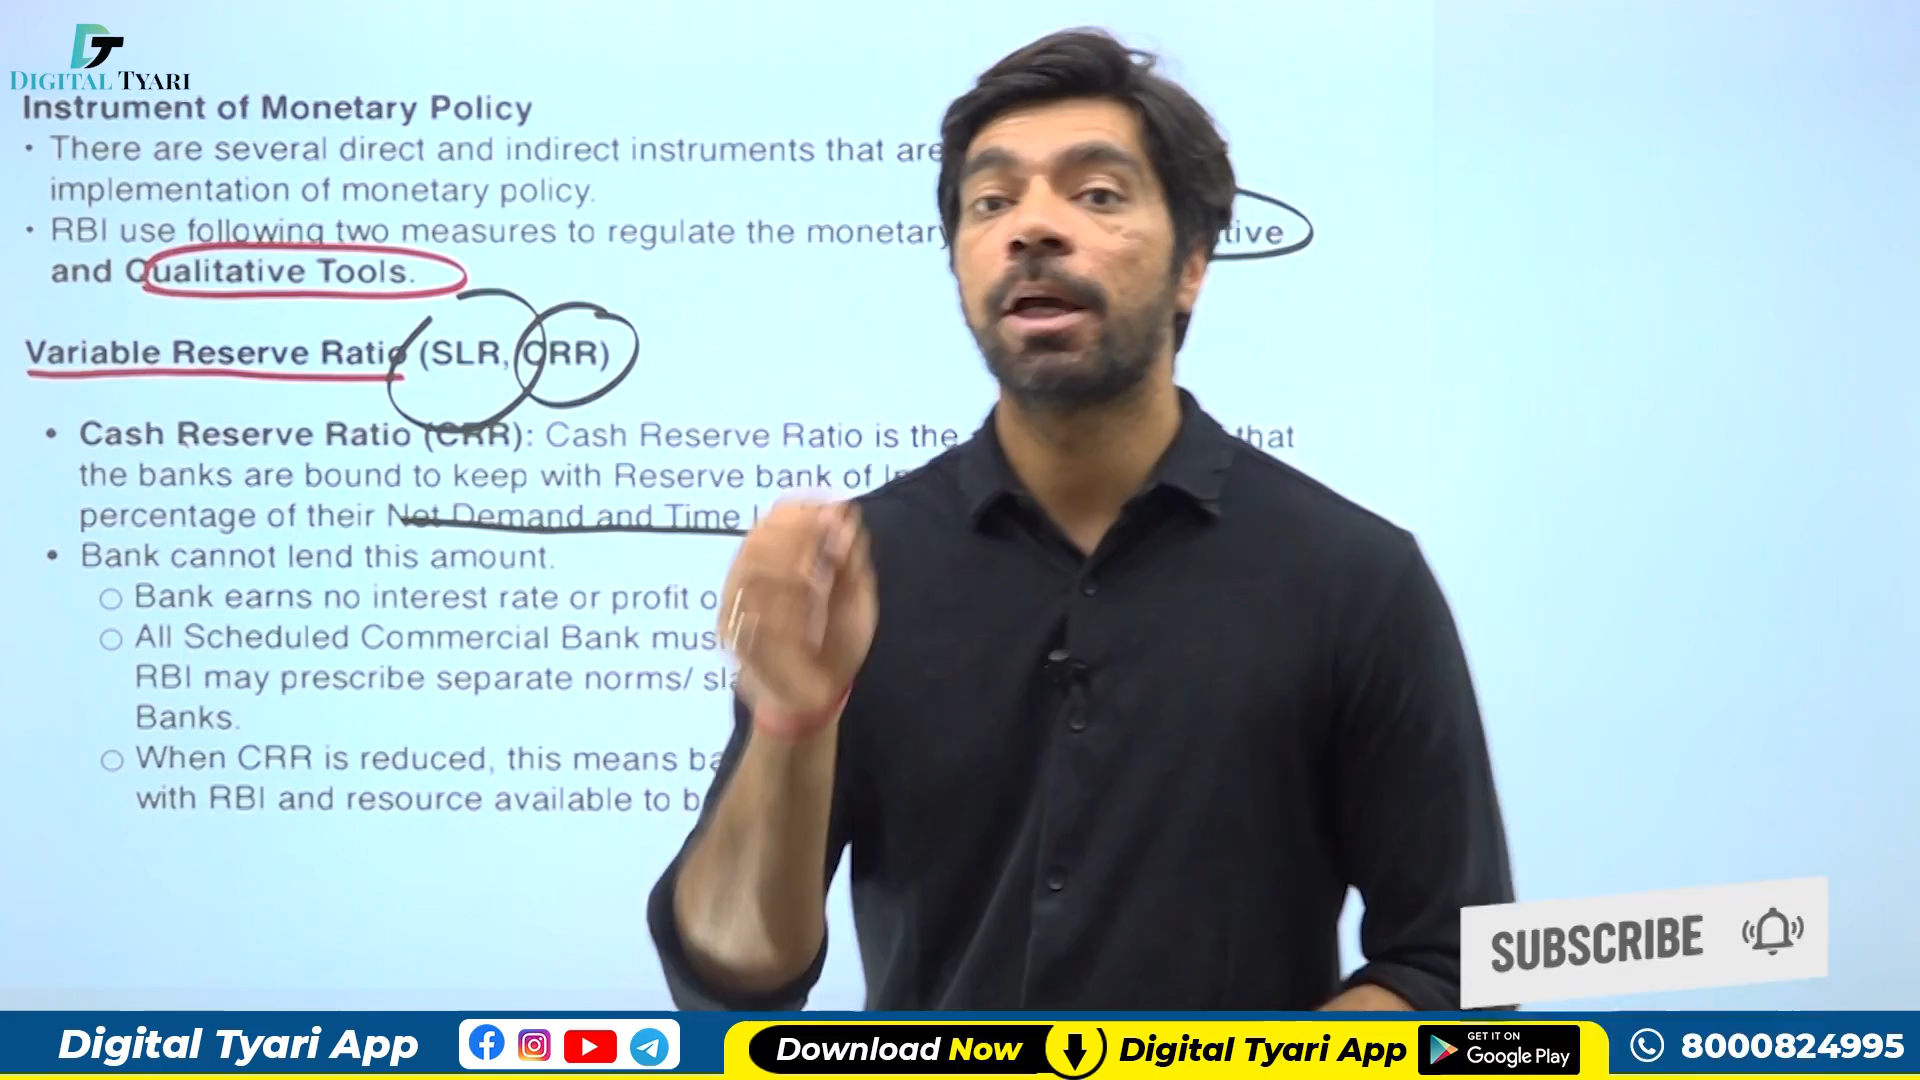 DT
DIGITAL TYARI
Instrument of Monetary Policy
• There are several direct and indirect instruments that are
implementation of monetary policy.
• RBI use following two measures to regulate the monetary tive
and Qualitative Tools.
Variable Reserve Ratio (SLR, CRR)
• Cash Reserve Ratio (CRR): Cash Reserve Ratio is the that
the banks are bound to keep with Reserve bank of
percentage of their Net Demand and Time
• Bank cannot lend this amount.
○ Bank earns no interest rate or profit
○ All Scheduled Commercial Bank
RBI may prescribe separate norms/
Banks.
○ When CRR is reduced, this means
with RBI and resource available to
SUBSCRIBE
Digital Tyari App
Download Now
Digital Tyari App
GET IT ON
Google Play
8000824995